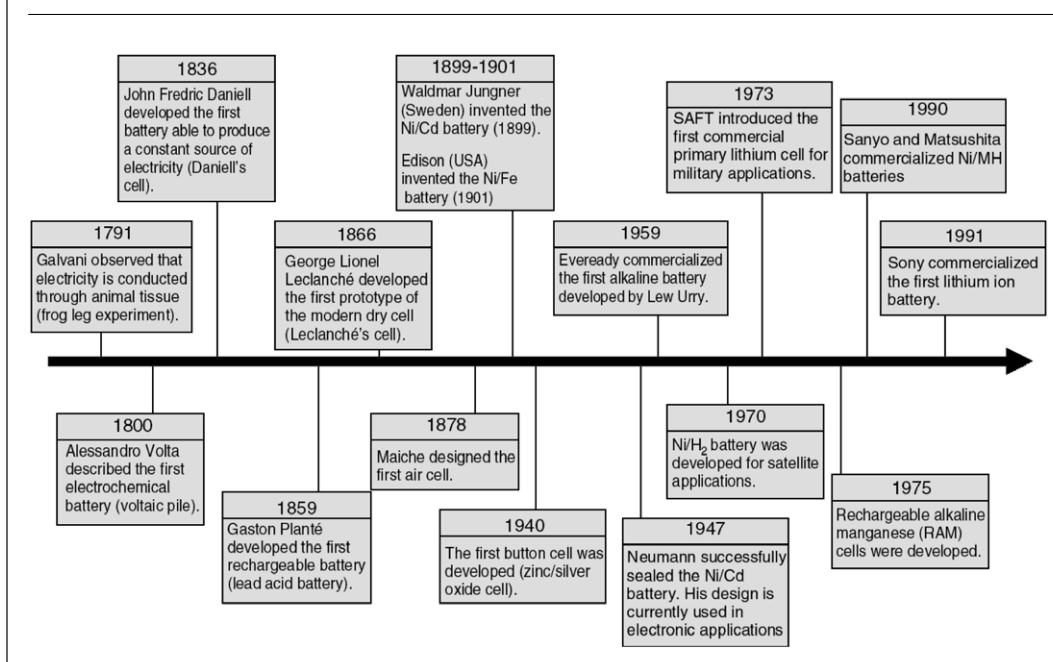 1836
John Fredric Daniell
developed the first
battery able to produce
a constant source of
electricity (Daniell's
cell).
1899-1901
Waldmar Jungner
(Sweden) invented the
Ni/Cd battery (1899).
Edison (USA)
invented the Ni/Fe
battery (1901)
1973
SAFT introduced the
first commercial
primary lithium cell for
military applications.
1990
Sanyo and Matsushita
commercialized Ni/MH
batteries
1791
Galvani observed that
electricity is conducted
through animal tissue
(frog leg experiment).
1866
George Lionel
Leclanché developed
the first prototype of
the modern dry cell
(Leclanché's cell).
1959
Eveready commercialized
the first alkaline battery
developed by Lew Urry.
1991
Sony commercialized
the first lithium ion
battery.
1800
Alessandro Volta
described the first
electrochemical
battery (voltaic pile).
1859
Gaston Planté
developed the first
rechargeable battery
(lead acid battery).
1878
Maiche designed the
first air cell.
1940
The first button cell was
developed (zinc/silver
oxide cell).
1947
Neumann successfully
sealed the Ni/Cd
battery. His design is
currently used in
electronic applications
1970
Ni/H2 battery was
developed for satellite
applications.
1975
Rechargeable alkaline
manganese (RAM)
cells were developed.